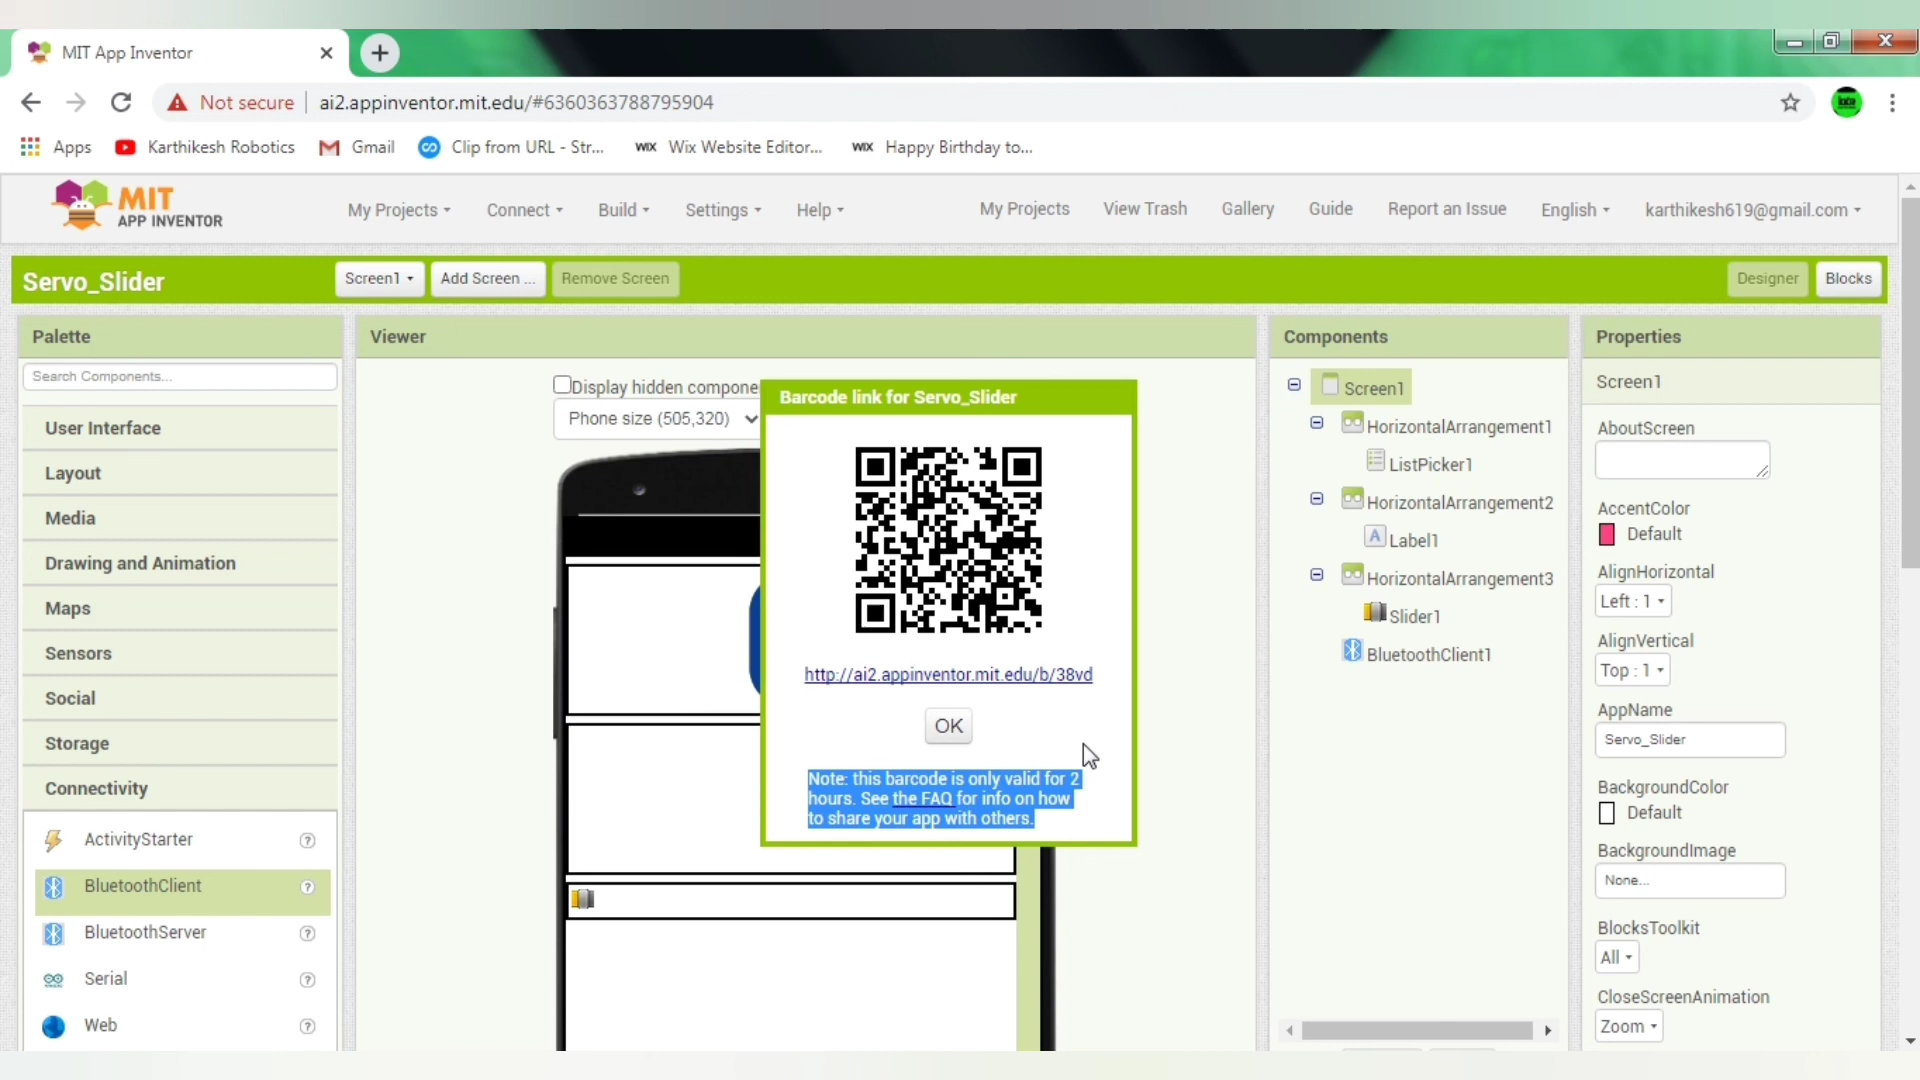 MIT App Inventor
Not secure
ai2.appinventor.mit.edu/#6360363788795904
Apps
Karthikesh Robotics
Gmail
Clip from URL - Str...
WIX Wix Website Editor...
WIX Happy Birthday to...
MIT
APP INVENTOR
My Projects
Connect
Build
Settings
Help
My Projects
View Trash
Gallery
Guide
Report an Issue
English
karthikesh619@gmail.com
Servo_Slider
Screen1
Add Screen ...
Remove Screen
Designer
Blocks
Palette
Search Components...
User Interface
Layout
Media
Drawing and Animation
Maps
Sensors
Social
Storage
Connectivity
ActivityStarter ?
BluetoothClient ?
BluetoothServer ?
Serial ?
Web ?
Viewer
Display hidden compone
Phone size (505,320)
Barcode link for Servo_Slider
http://ai2.appinventor.mit.edu/b/38vd
OK
Note: this barcode is only valid for 2
hours. See the FAQ for info on how
to share your app with others.
Components
Screen1
HorizontalArrangement1
ListPicker1
HorizontalArrangement2
A Label1
HorizontalArrangement3
Slider1
BluetoothClient1
Properties
Screen1
AboutScreen
AccentColor
Default
AlignHorizontal
Left : 1
AlignVertical
Top : 1
AppName
Servo_Slider
BackgroundColor
Default
BackgroundImage
None...
BlocksToolkit
All
CloseScreenAnimation
Zoom